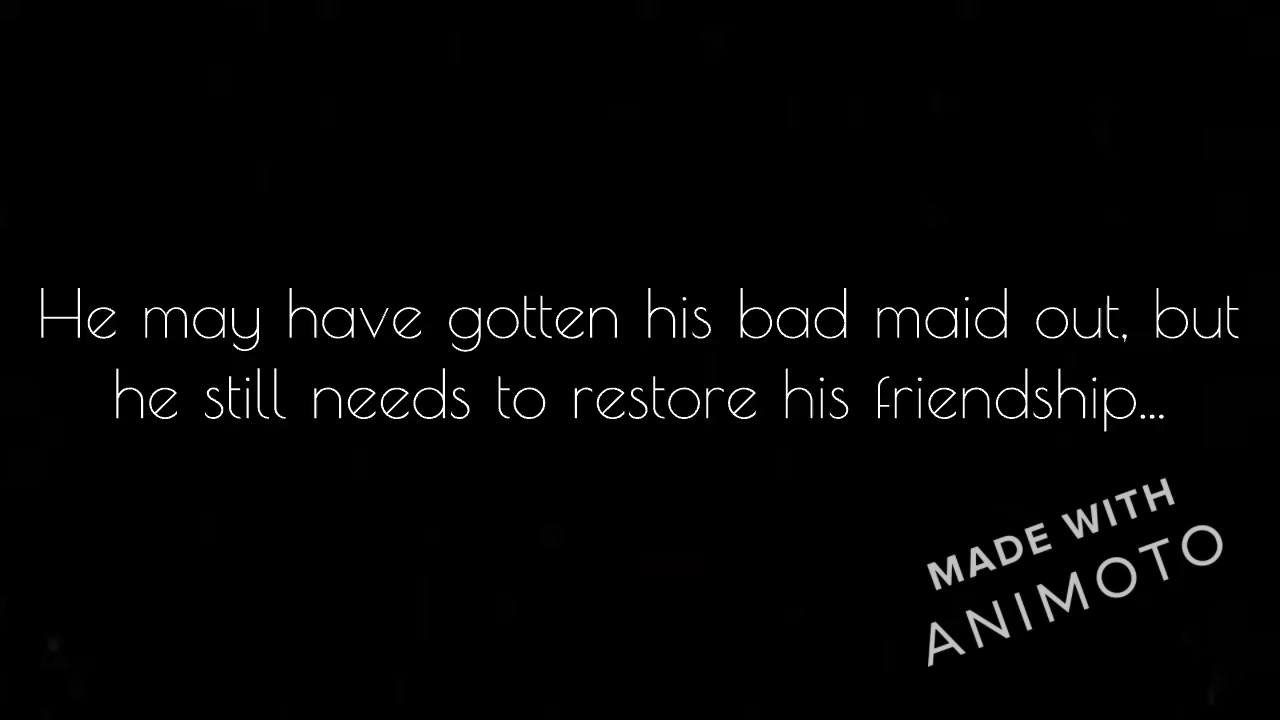 He may have gotten his bad maid out, but
he still needs to restore his friendship...
MADE WITH
ANIMOTO